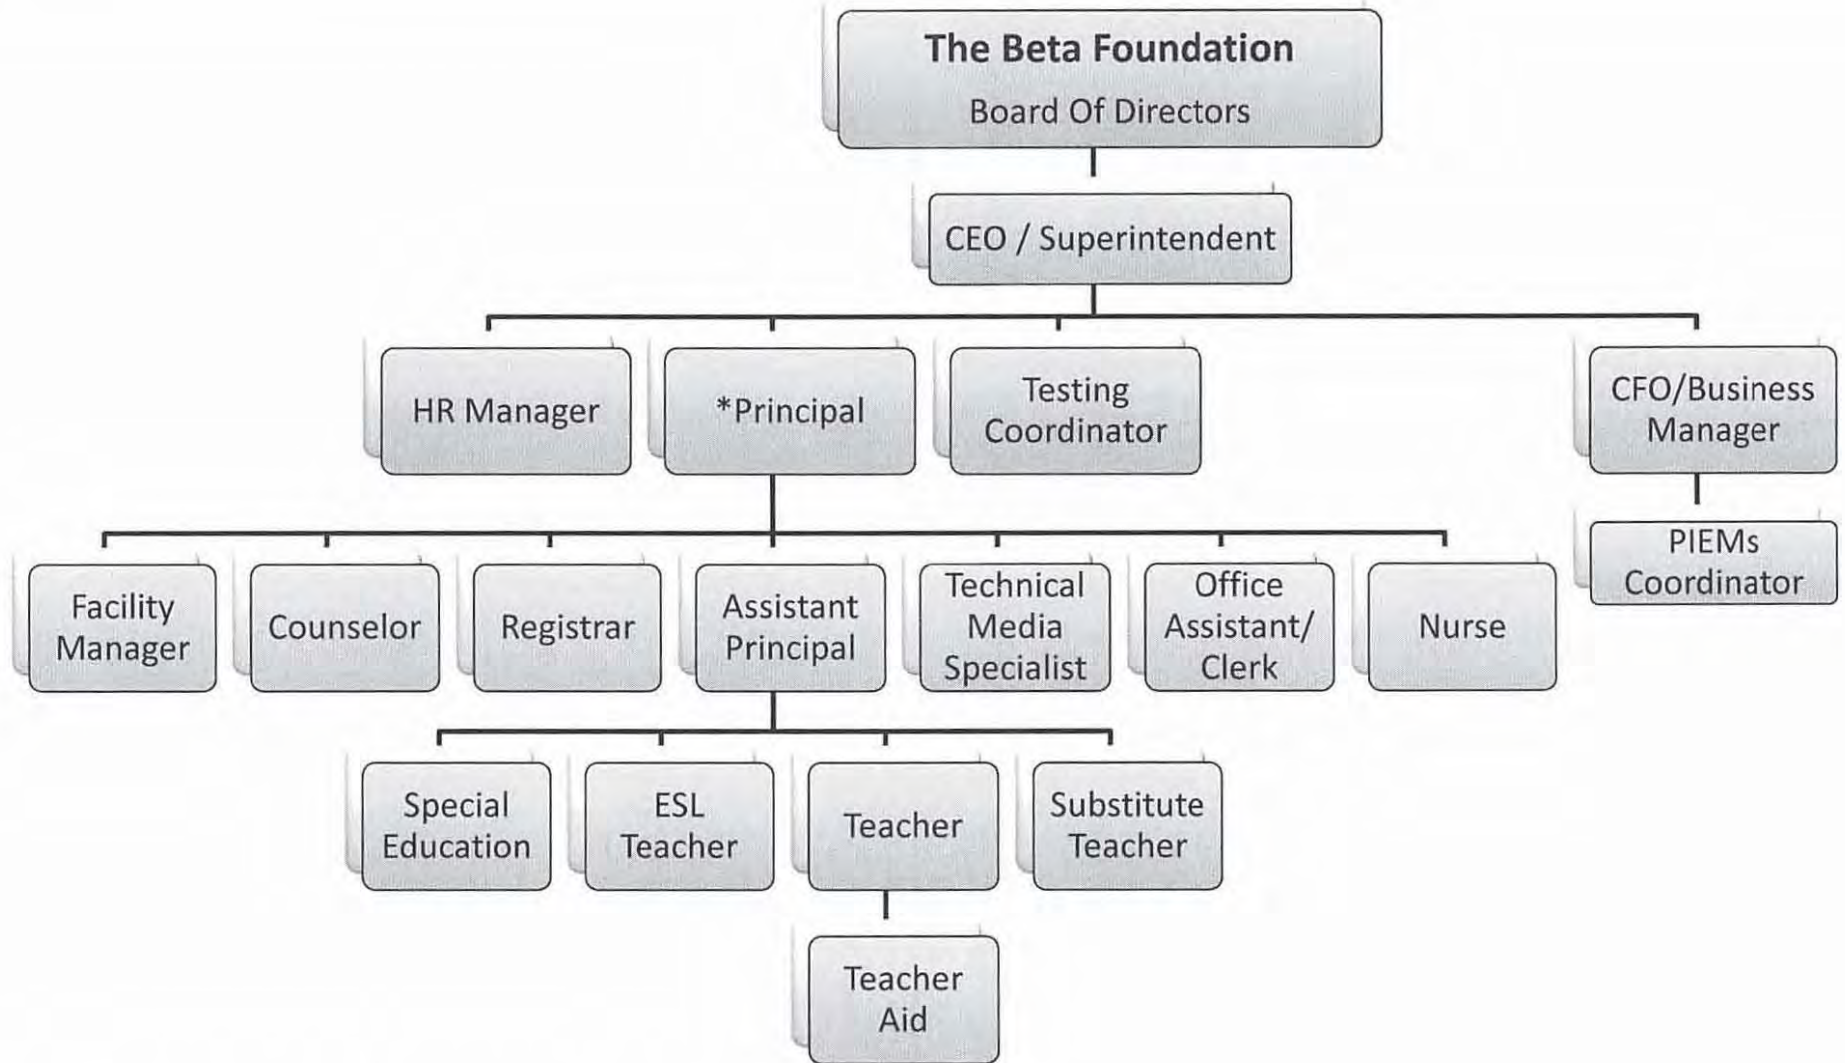 The Beta Foundation
Board Of Directors
CEO / Superintendent
HR Manager
*Principal
Testing
Coordinator
CFO/Business
Manager
PIEMs
Coordinator
Facility
Manager
Counselor
Registrar
Assistant
Principal
Technical
Media
Specialist
Office
Assistant/
Clerk
Nurse
Special
Education
ESL
Teacher
Teacher
Substitute
Teacher
Teacher
Aid